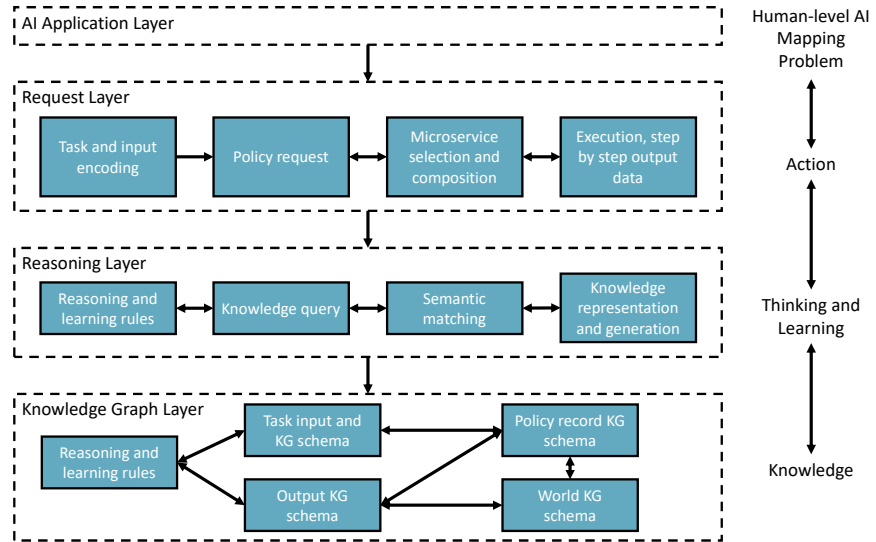 AI Application Layer
Human-level AI
Mapping
Problem
Request Layer
Task and input
encoding
Policy request
Microservice
selection and
composition
Execution, step
by step output
data
Action
Reasoning Layer
Reasoning and
learning rules
Knowledge query
Semantic
matching
Knowledge
representation
and generation
Thinking and
Learning
Knowledge Graph Layer
Task input and
KG schema
Policy record KG
schema
Reasoning and
learning rules
Output KG
schema
World KG
schema
Knowledge